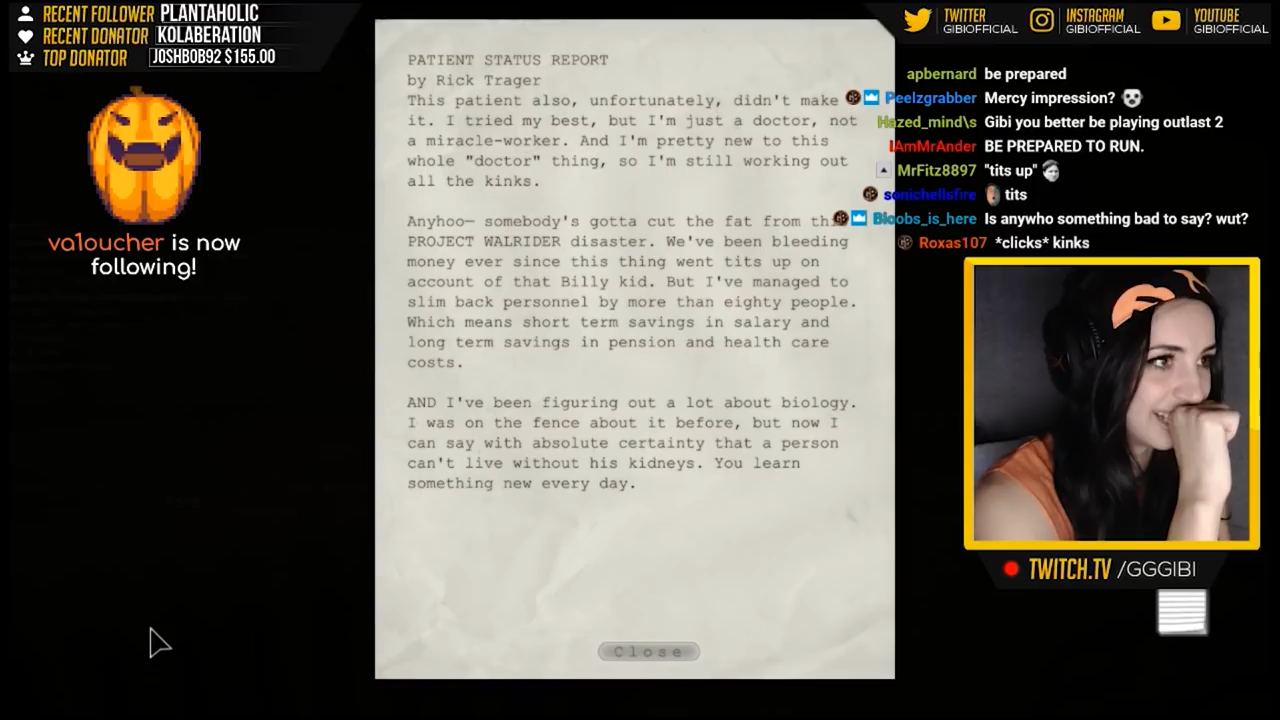 RECENT FOLLOWER PLANTAHOLIC
RECENT DONATOR KOLABERATION
TOP DONATOR JOSHBOB92 $155.00
va1oucher is now
following!
PATIENT STATUS REPORT
by Rick Trager
This patient also, unfortunately, didn't make
it. I tried my best, but I'm just a doctor, not
a miracle-worker. And I'm pretty new to this
whole "doctor" thing, so I'm still working out
all the kinks.
Anyhoo— somebody's gotta cut the fat from thi
PROJECT WALRIDER disaster. We've been bleeding
money ever since this thing went tits up on
account of that Billy kid. But I've managed to
slim back personnel by more than eighty people.
Which means short term savings in salary and
long term savings in pension and health care
costs.
AND I've been figuring out a lot about biology.
I was on the fence about it before, but now I
can say with absolute certainty that a person
can't live without his kidneys. You learn
something new every day.
Close
TWITTER
GIBIOFFICIAL
INSTAGRAM
GIBIOFFICIAL
YOUTUBE
GIBIOFFICIAL
apbernard be prepared
Peelzgrabber Mercy impression?
Hazed_mind\s Gibi you better be playing outlast 2
IAmMrAnder BE PREPARED TO RUN.
MrFitz8897 "tits up"
sonichellsfire tits
Bloobs_is_here Is anywho something bad to say? wut?
Roxas107 *clicks* kinks
TWITCH.TV /GGGIBI